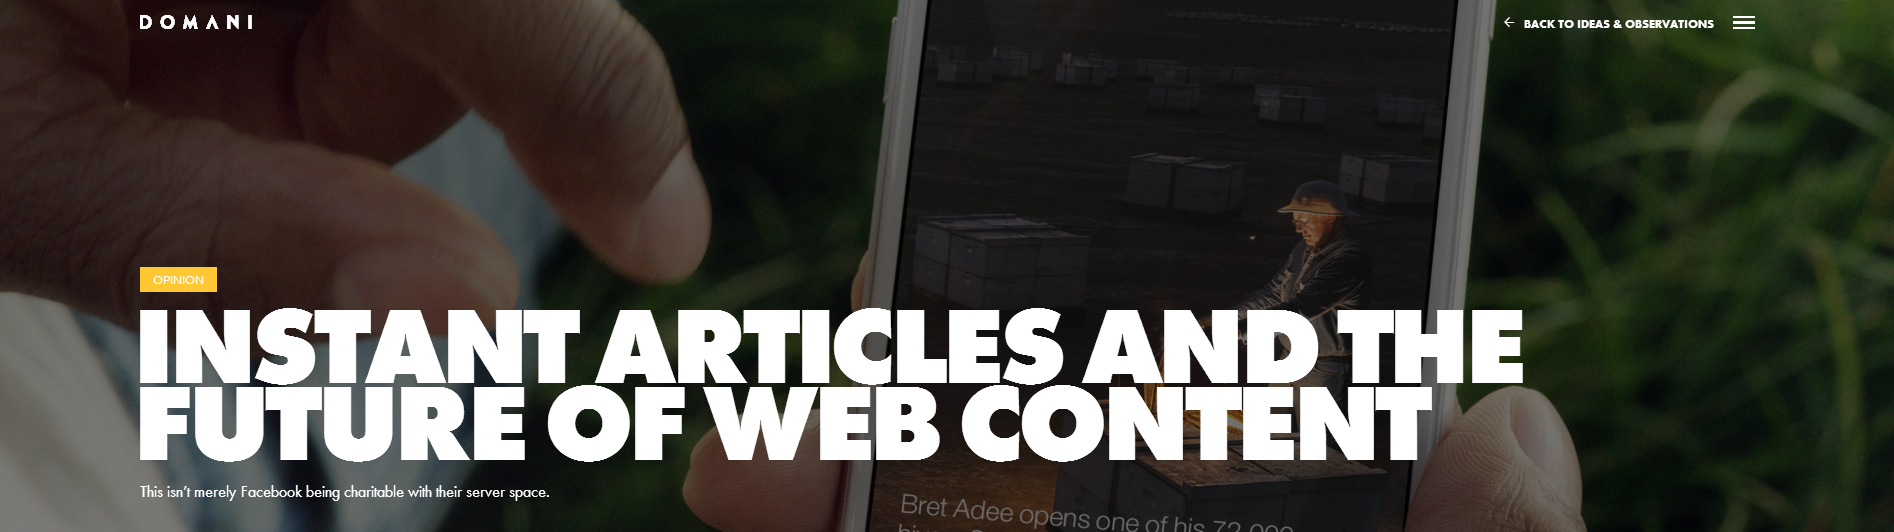 DOMANI
BACK TO IDEAS & OBSERVATIONS
OPINION
INSTANT ARTICLES AND THE
FUTURE OF WEB CONTENT
This isn't merely Facebook being charitable with their server space.
Bret Adee opens one of his 72,000